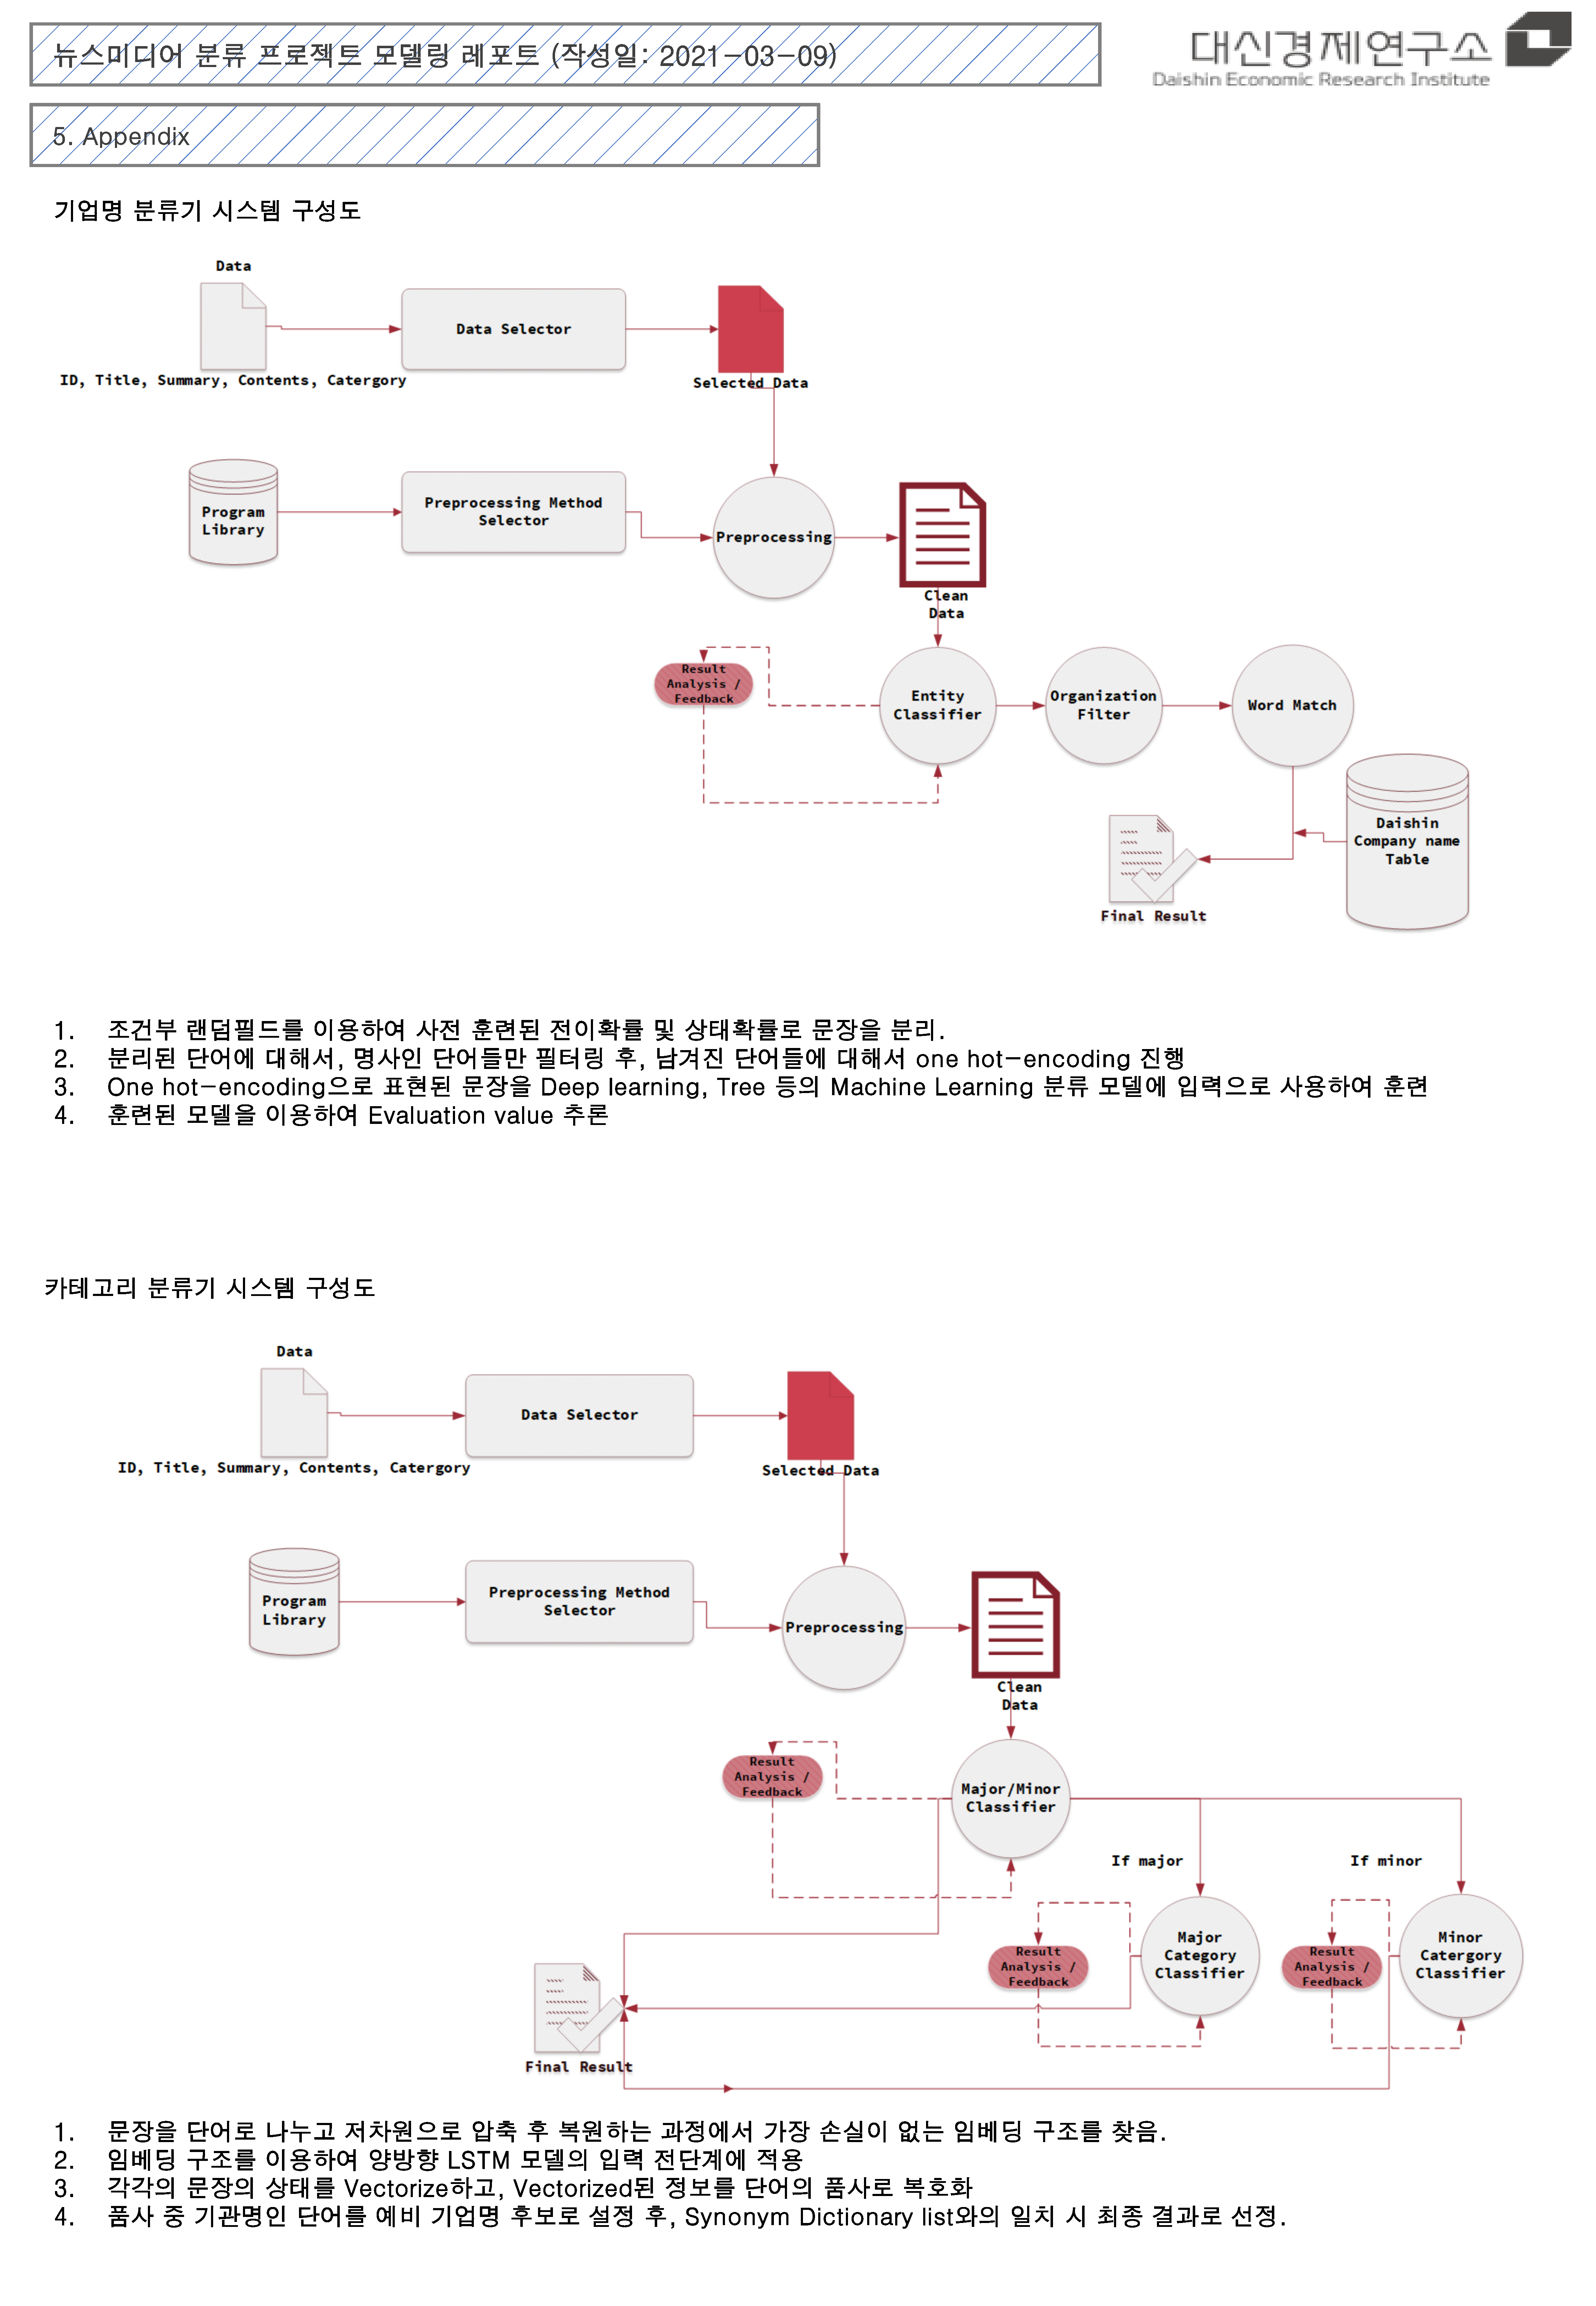 뉴스미디어 분류 프로젝트 모델링 레포트 (작성일: 2021-03-09)
대신경제연구소
Daishin Economic Research Institute
5. Appendix
기업명 분류기 시스템 구성도
Data
Data Selector
ID, Title, Summary, Contents, Catergory
Selected Data
Program
Library
Preprocessing Method
Selector
Preprocessing
Clean
Data
Result
Analysis /
Feedback
Entity
Classifier
Organization
Filter
Word Match
Daishin
Company name
Table
Final Result
1. 조건부 랜덤필드를 이용하여 사전 훈련된 전이확률 및 상태확률로 문장을 분리.
2. 분리된 단어에 대해서, 명사인 단어들만 필터링 후, 남겨진 단어들에 대해서 one hot-encoding 진행
3. One hot-encoding으로 표현된 문장을 Deep learning, Tree 등의 Machine Learning 분류 모델에 입력으로 사용하여 훈련
4. 훈련된 모델을 이용하여 Evaluation value 추론
카테고리 분류기 시스템 구성도
Data
Data Selector
ID, Title, Summary, Contents, Catergory
Selected Data
Program
Library
Preprocessing Method
Selector
Preprocessing
Clean
Data
Result
Analysis /
Feedback
Major/Minor
Classifier
If major
If minor
Result
Analysis /
Feedback
Major
Category
Classifier
Result
Analysis /
Feedback
Minor
Catergory
Classifier
Final Result
1. 문장을 단어로 나누고 저차원으로 압축 후 복원하는 과정에서 가장 손실이 없는 임베딩 구조를 찾음.
2. 임베딩 구조를 이용하여 양방향 LSTM 모델의 입력 전단계에 적용
3. 각각의 문장의 상태를 Vectorize하고, Vectorized된 정보를 단어의 품사로 복호화
4. 품사 중 기관명인 단어를 예비 기업명 후보로 설정 후, Synonym Dictionary list와의 일치 시 최종 결과로 선정.